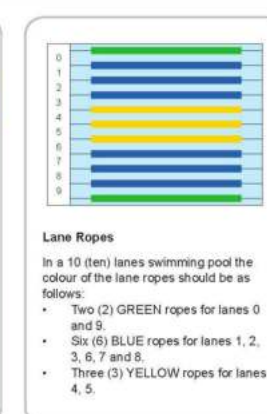 0
1
2
3
4
5
6
7
8
9
Lane Ropes
In a 10 (ten) lanes swimming pool the
colour of the lane ropes should be as
follows:
• Two (2) GREEN ropes for lanes 0
and 9.
• Six (6) BLUE ropes for lanes 1, 2,
3, 6, 7 and 8.
• Three (3) YELLOW ropes for lanes
4, 5.